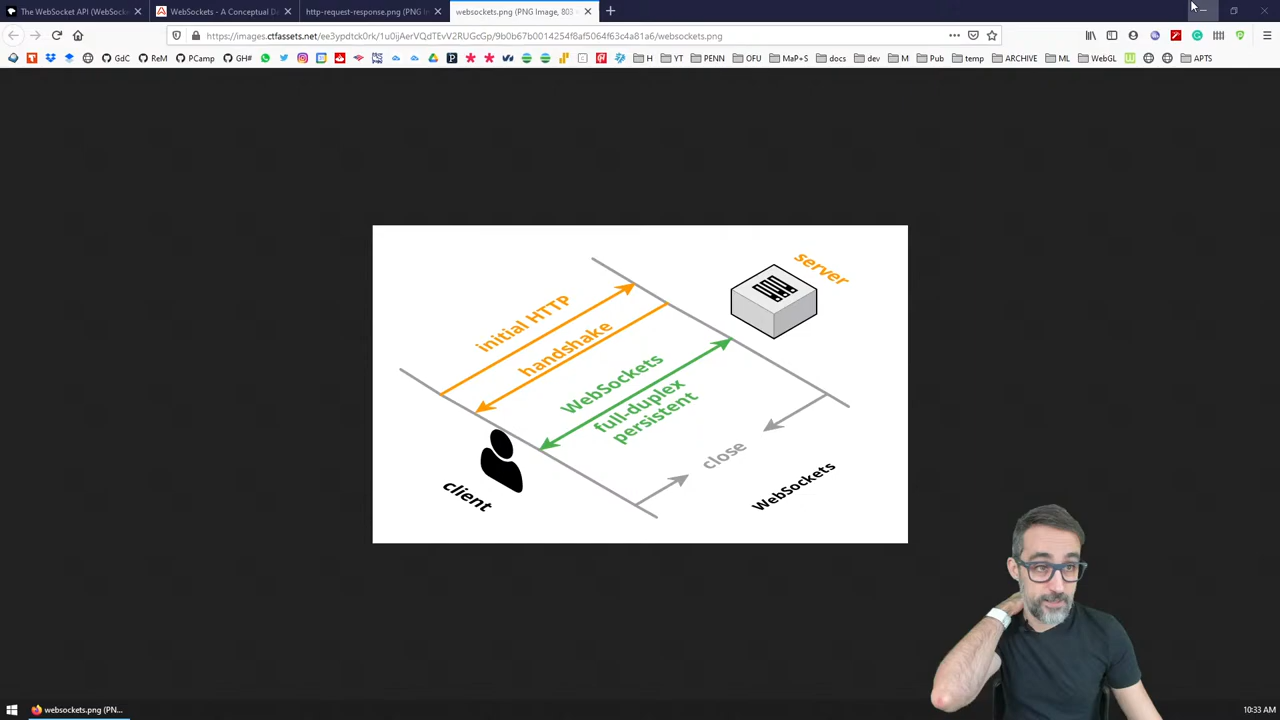 The WebSocket API (WebSock
WebSockets - A Conceptual De
http-request-response.png (PNG In
websockets.png (PNG Image, 803
https://images.ctfassets.net/ee3ypdtck0rk/1u0ijAerVQdTEvV2RUGcGp/9b0b67b0014254f8af5064f63c4a81a6/websockets.png
GdC
ReM
PCamp
GH#
H
YT
PENN
OFU
MaP+S
docs
dev
M
Pub
temp
ARCHIVE
ML
WebGL
APTS
server
initial HTTP
handshake
WebSockets
full-duplex
persistent
close
client
WebSockets
websockets.png (PN...
10:33 AM